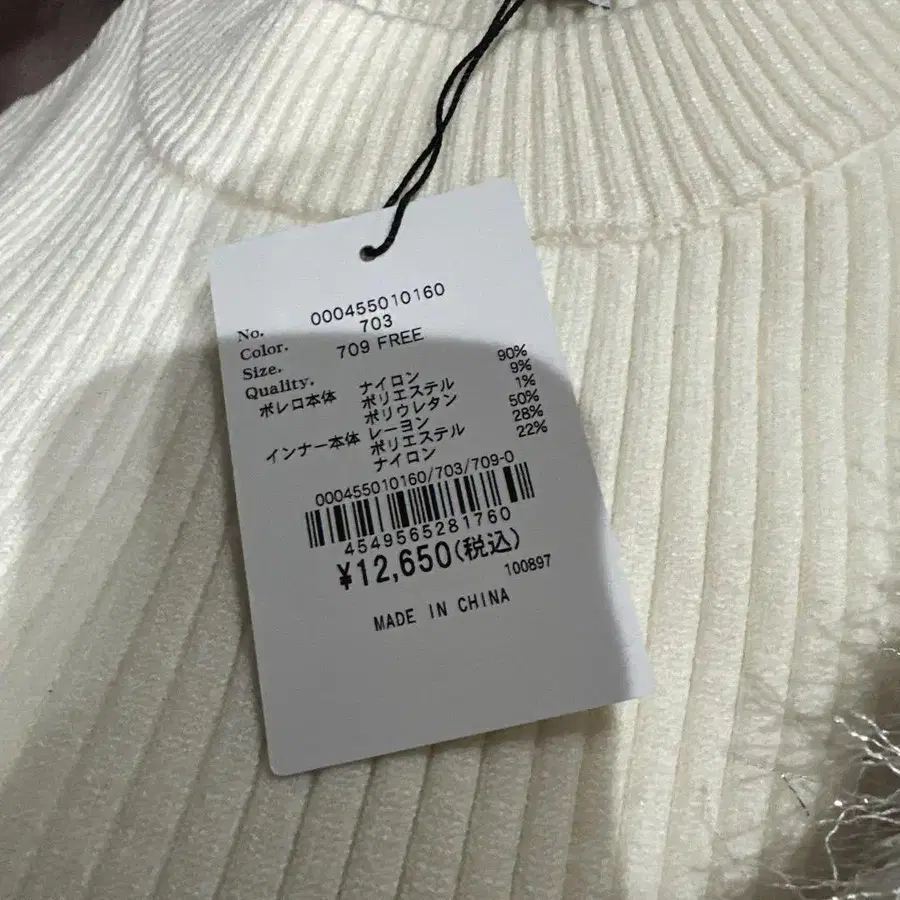 No. 000455010160
Color. 703
Size. 709 FREE
Quality.
ボレロ本体 ナイロン 90%
ポリエステル 9%
ポリウレタン 1%
インナー本体 レーヨン 50%
ポリエステル 28%
ナイロン 22%
000455010160/703/709-0
4549565281760
¥12,650(税込)
100897
MADE IN CHINA